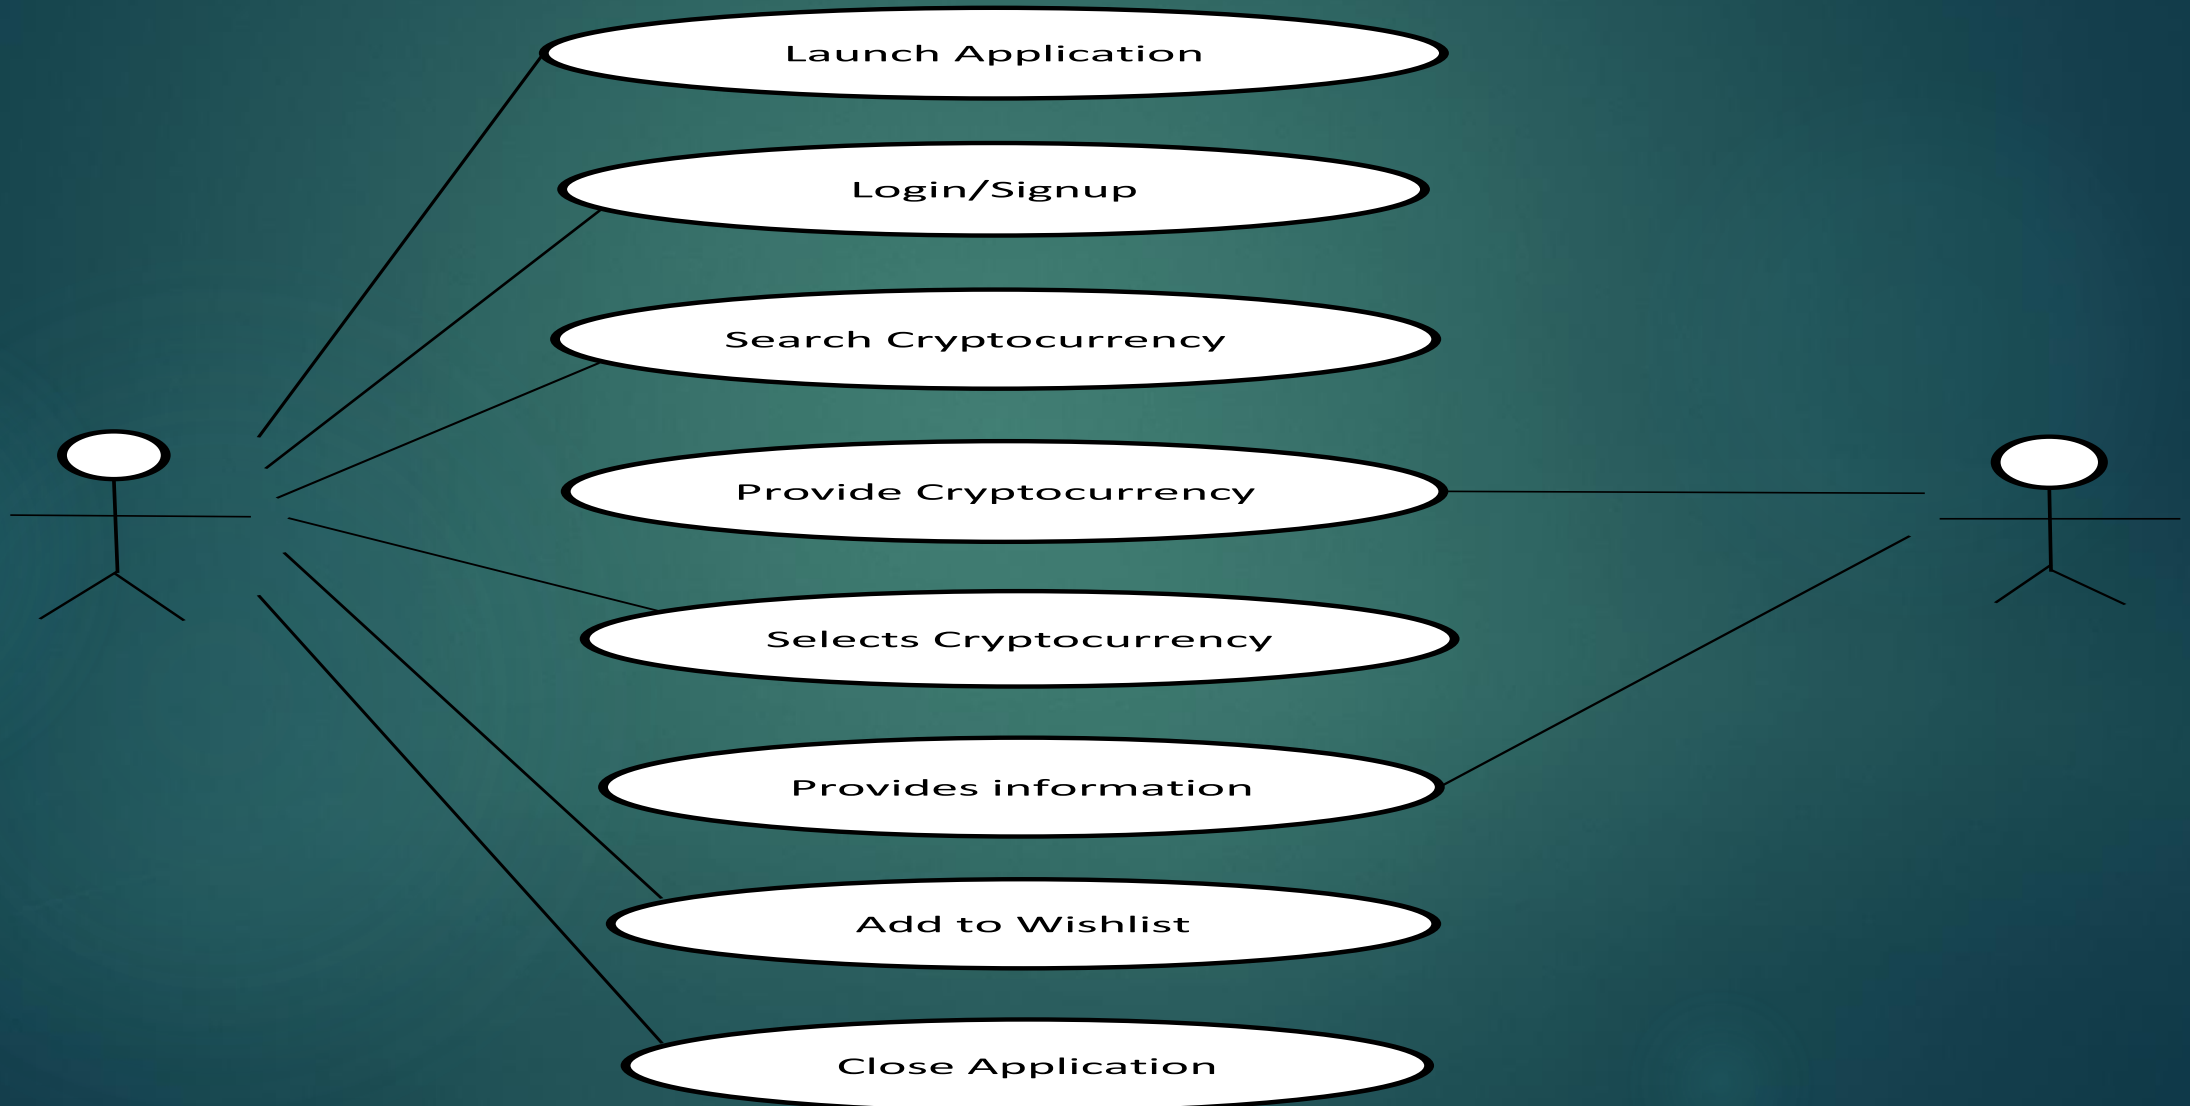 Launch Application
Login/Signup
Search Cryptocurrency
Provide Cryptocurrency
Selects Cryptocurrency
Provides information
Add to Wishlist
Close Application